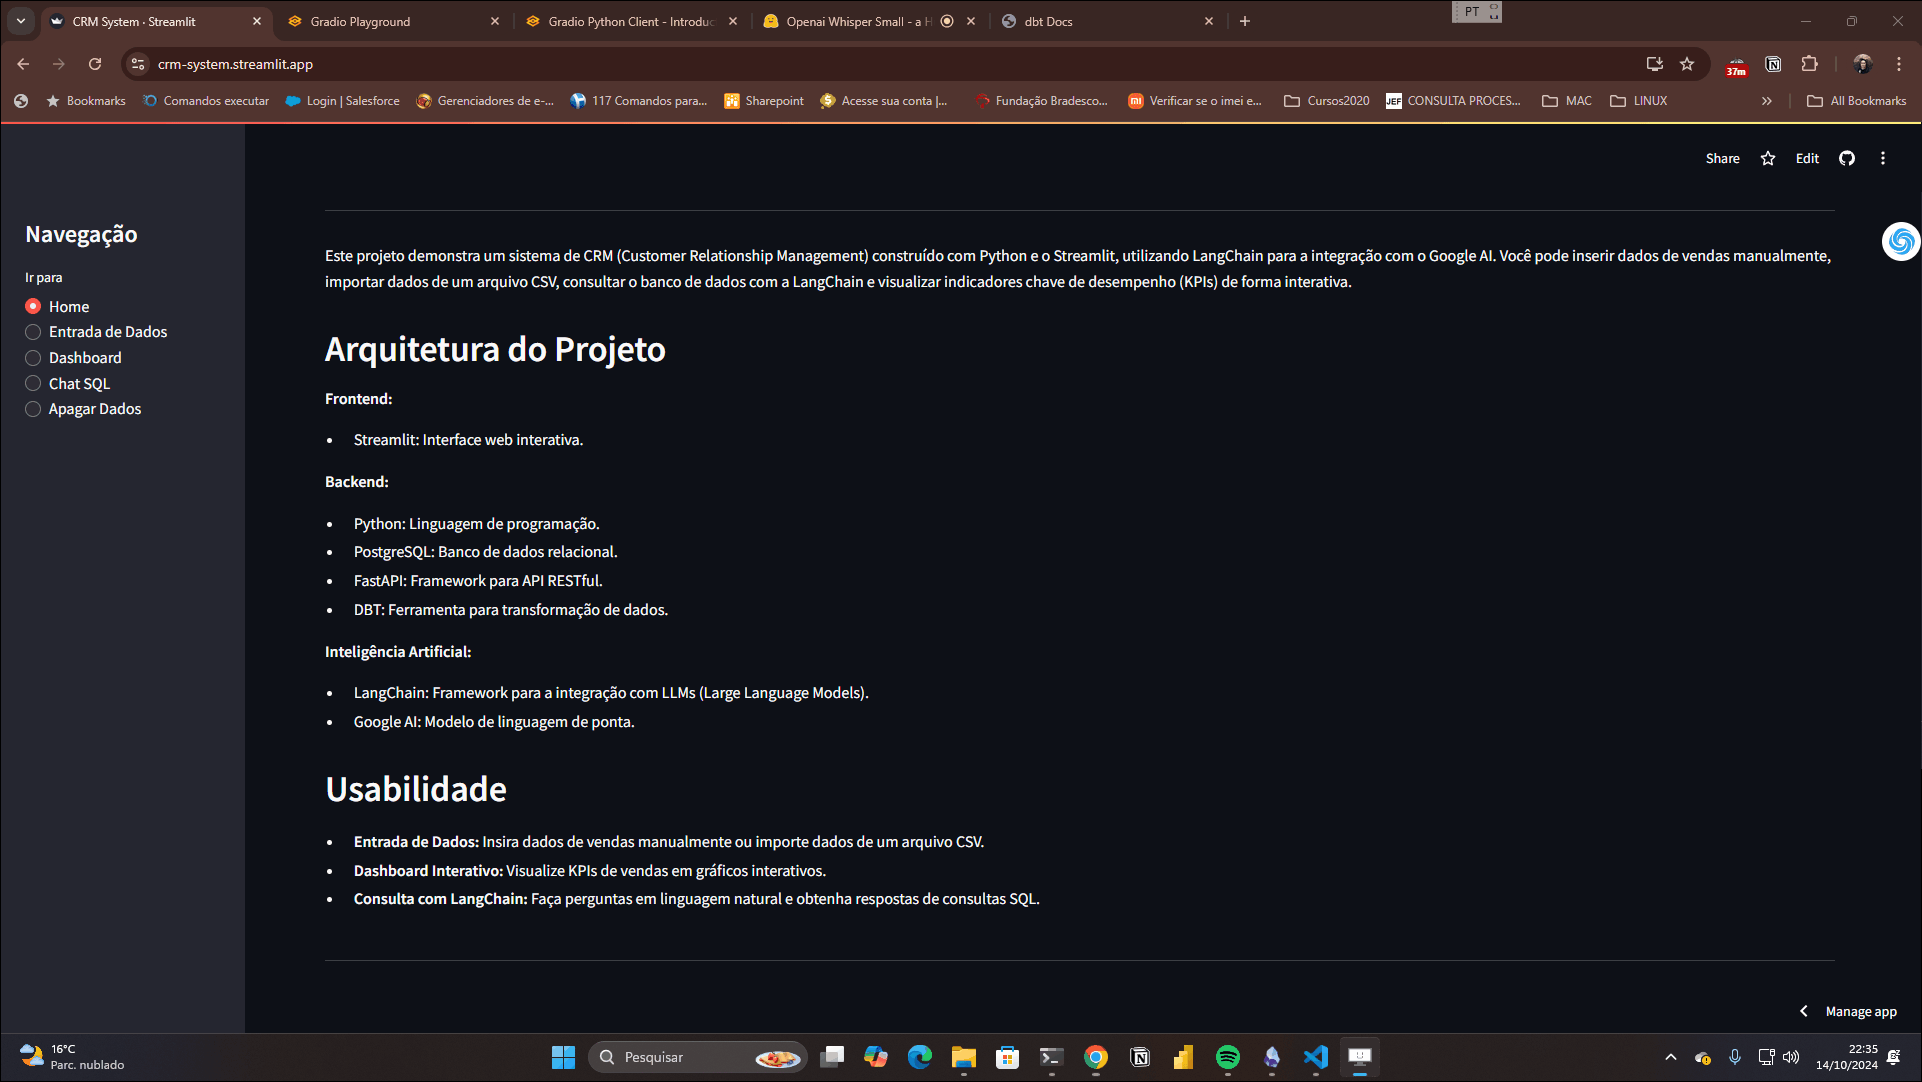 CRM System · Streamlit
Gradio Playground
Gradio Python Client - Introduc
Openai Whisper Small - a H
dbt Docs
PT
crm-system.streamlit.app
37m
Bookmarks
Comandos executar
Login | Salesforce
Gerenciadores de e-...
117 Comandos para...
Sharepoint
Acesse sua conta |...
Fundação Bradesco...
Verificar se o imei e...
Cursos2020
JEF
CONSULTA PROCES...
MAC
LINUX
All Bookmarks
Share
Edit
Navegação
Ir para
Home
Entrada de Dados
Dashboard
Chat SQL
Apagar Dados
Este projeto demonstra um sistema de CRM (Customer Relationship Management) construído com Python e o Streamlit, utilizando LangChain para a integração com o Google AI. Você pode inserir dados de vendas manualmente,
importar dados de um arquivo CSV, consultar o banco de dados com a LangChain e visualizar indicadores chave de desempenho (KPIs) de forma interativa.
Arquitetura do Projeto
Frontend:
• Streamlit: Interface web interativa.
Backend:
• Python: Linguagem de programação.
• PostgreSQL: Banco de dados relacional.
• FastAPI: Framework para API RESTful.
• DBT: Ferramenta para transformação de dados.
Inteligência Artificial:
• LangChain: Framework para a integração com LLMs (Large Language Models).
• Google AI: Modelo de linguagem de ponta.
Usabilidade
• Entrada de Dados: Insira dados de vendas manualmente ou importe dados de um arquivo CSV.
• Dashboard Interativo: Visualize KPIs de vendas em gráficos interativos.
• Consulta com LangChain: Faça perguntas em linguagem natural e obtenha respostas de consultas SQL.
Manage app
16°C
Parc. nublado
Pesquisar
22:35
14/10/2024